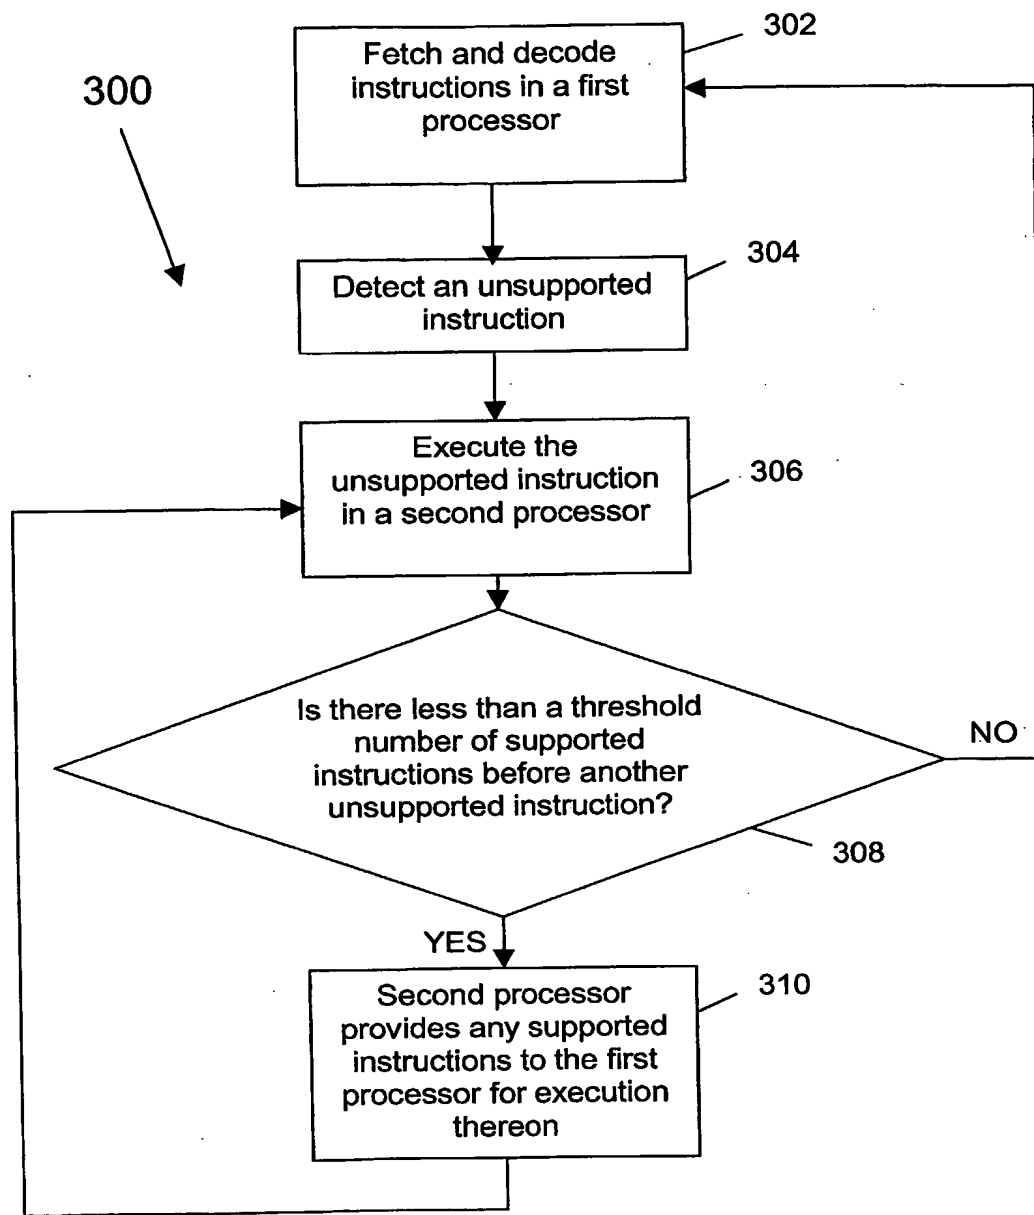 302
Fetch and decode
instructions in a first
processor
300
304
Detect an unsupported
instruction
Execute the
unsupported instruction
in a second processor
306
Is there less than a threshold
number of supported
instructions before another
unsupported instruction?
NO
308
YES
310
Second processor
provides any supported
instructions to the first
processor for execution
thereon